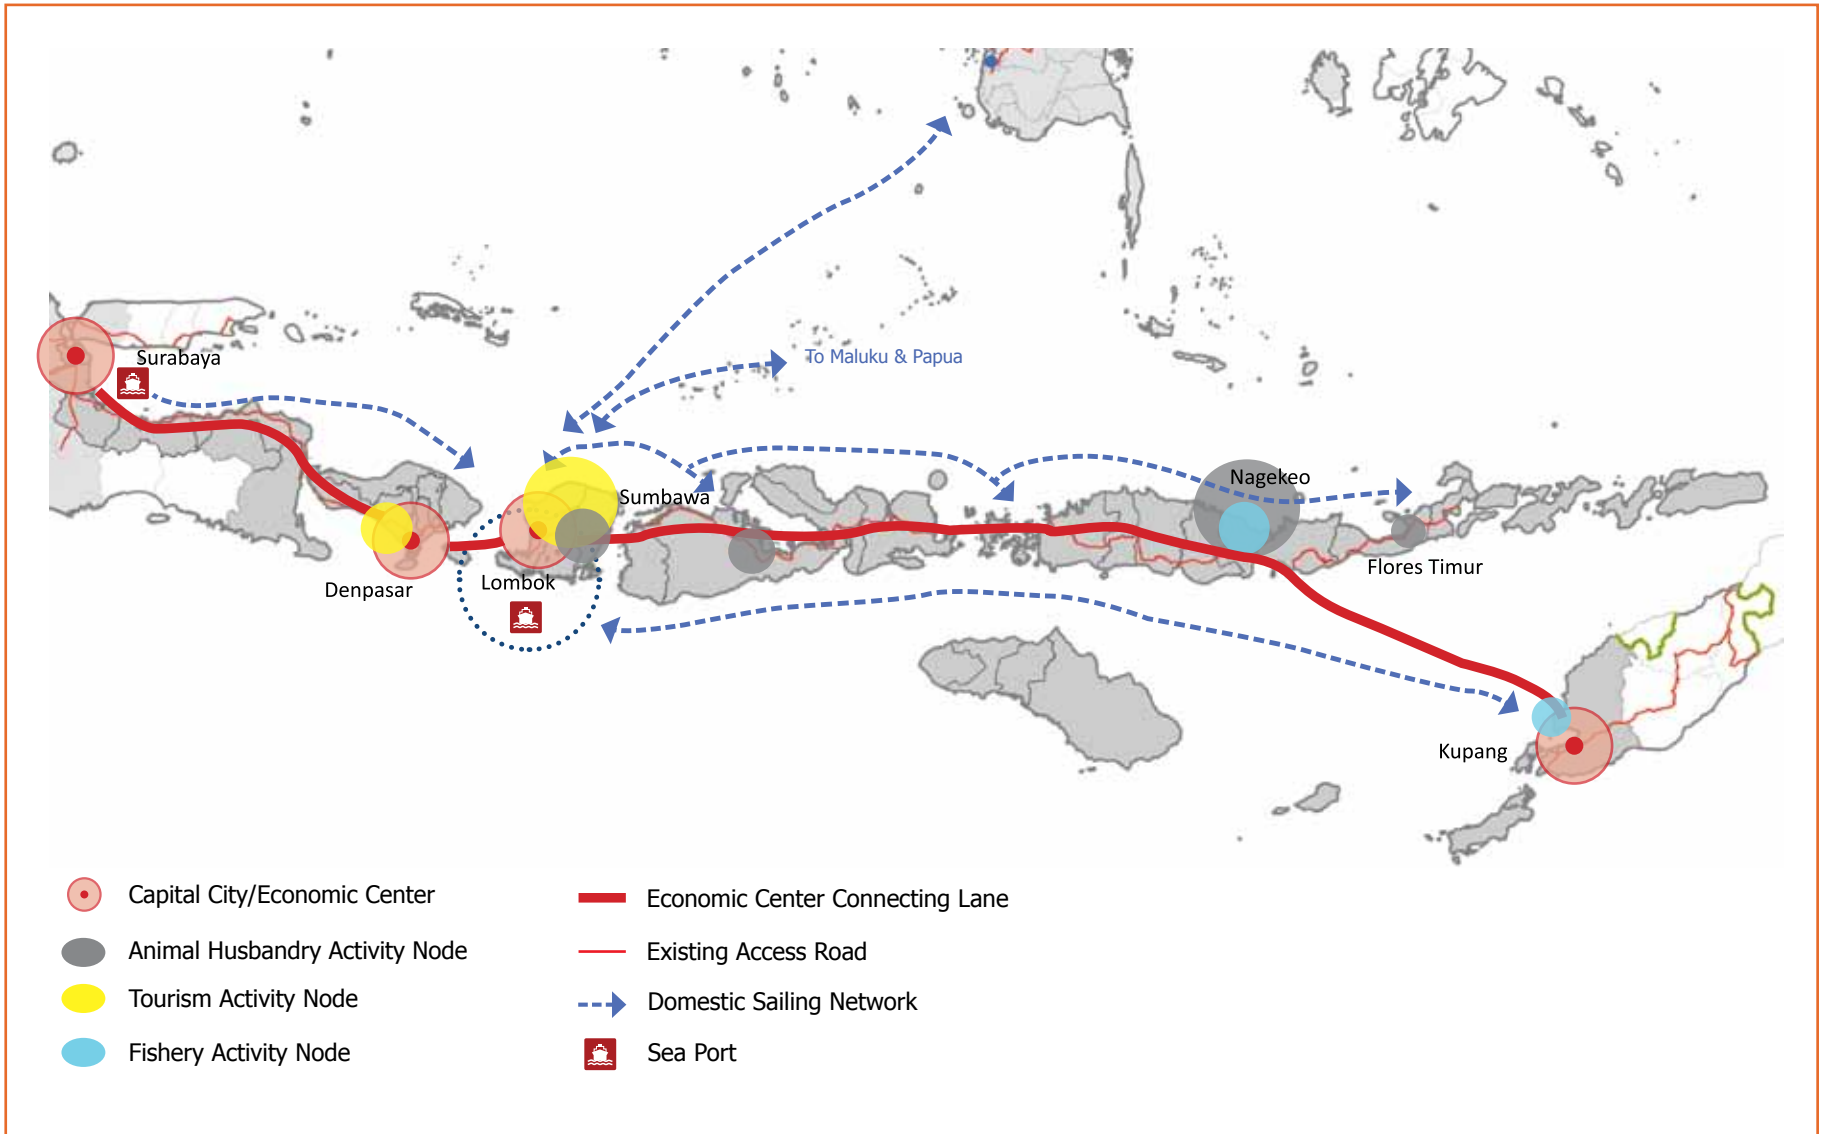 To Maluku & Papua
Surabaya
Nagekeo
Sumbawa
Denpasar
Lombok
Flores Timur
Kupang
Capital City/Economic Center
Animal Husbandry Activity Node
Tourism Activity Node
Fishery Activity Node
Economic Center Connecting Lane
Existing Access Road
Domestic Sailing Network
Sea Port